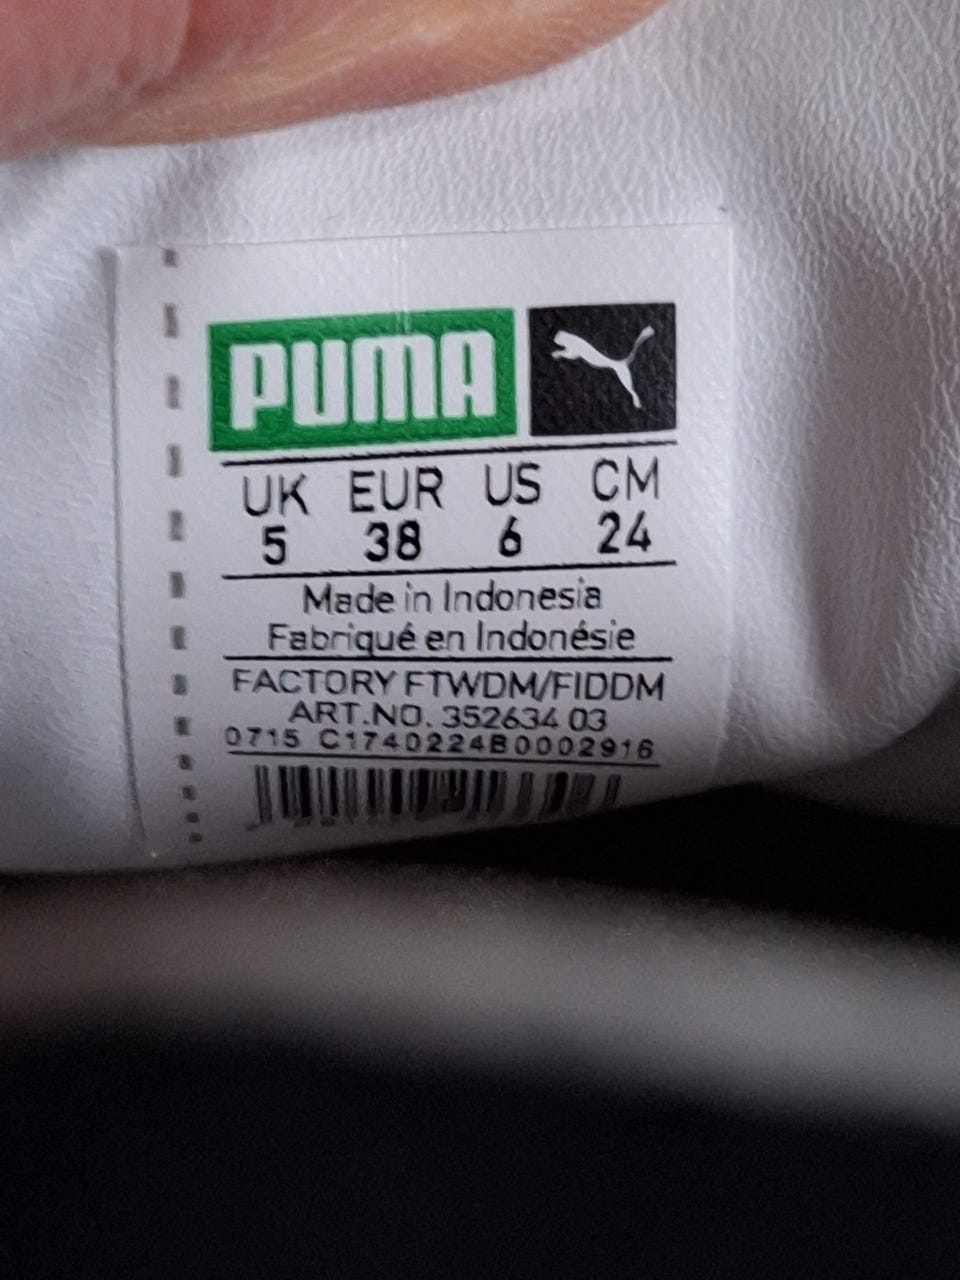 PUMA
UK EUR US CM
5 38 6 24
Made in Indonesia
Fabriqué en Indonésie
FACTORY FTWDM/FIDDM
ART.NO. 352634 03
0715 C1740224B0002916